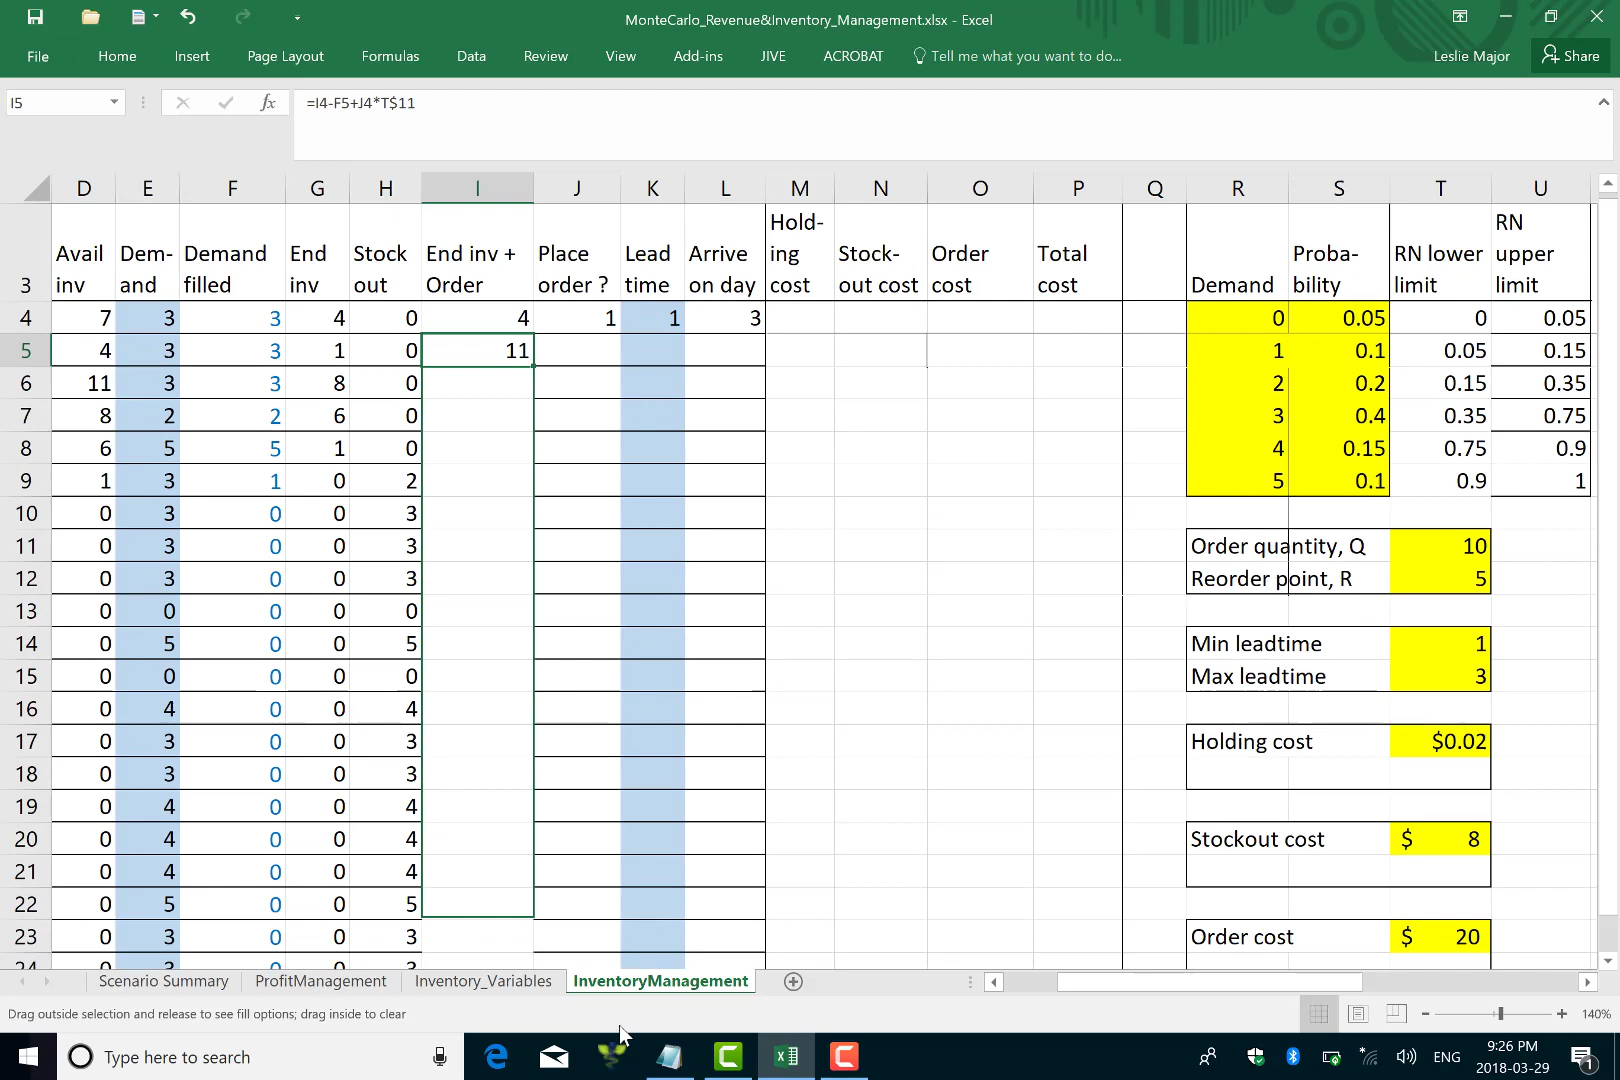 MonteCarlo_Revenue&Inventory_Management.xlsx - Excel
File Home Insert Page Layout Formulas Data Review View Add-ins JIVE ACROBAT Tell me what you want to do... Leslie Major Share
I5 fx =I4-F5+J4*T$11
D E F G H I J K L M N O P Q R S T U
3 Avail inv Dem-and Demand filled End inv Stock out End inv + Order Place order ? Lead time Arrive on day Hold-ing cost Stock-out cost Order cost Total cost Demand Proba-bility RN lower limit RN upper limit
4 7 3 3 4 0 4 1 1 3 0 0.05 0 0.05
5 4 3 3 1 0 11 1 0.1 0.05 0.15
6 11 3 3 8 0 2 0.2 0.15 0.35
7 8 2 2 6 0 3 0.4 0.35 0.75
8 6 5 5 1 0 4 0.15 0.75 0.9
9 1 3 1 0 2 5 0.1 0.9 1
10 0 3 0 0 3
11 0 3 0 0 3 Order quantity, Q 10
12 0 3 0 0 3 Reorder point, R 5
13 0 0 0 0 0
14 0 5 0 0 5 Min leadtime 1
15 0 0 0 0 0 Max leadtime 3
16 0 4 0 0 4
17 0 3 0 0 3 Holding cost $0.02
18 0 3 0 0 3
19 0 4 0 0 4
20 0 4 0 0 4 Stockout cost $ 8
21 0 4 0 0 4
22 0 5 0 0 5
23 0 3 0 0 3 Order cost $ 20
24 0 3 0 0 3
Scenario Summary ProfitManagement Inventory_Variables InventoryManagement
Drag outside selection and release to see fill options; drag inside to clear 140%
Type here to search ENG 9:26 PM
2018-03-29 1